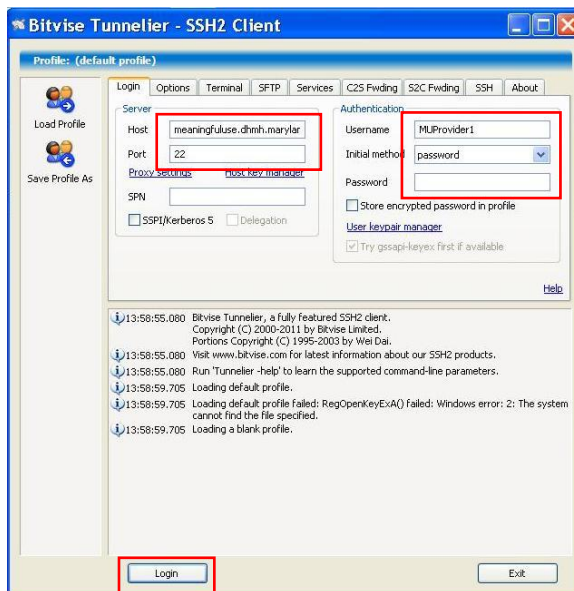 Bitvise Tunnelier - SSH2 Client
Profile: (default profile)
Load Profile
Save Profile As
Login Options Terminal SFTP Services C2S Fwding S2C Fwding SSH About
Server
Host meaningfuluse.dhmh.marylar
Port 22
Proxy settings Host key manager
SPN
SSPI/Kerberos 5 Delegation
Authentication
Username MUProvider1
Initial method password
Password
Store encrypted password in profile
User keypair manager
Try gssapi-keyex first if available
Help
13:58:55.080 Bitvise Tunnelier, a fully featured SSH2 client.
Copyright (C) 2000-2011 by Bitvise Limited.
Portions Copyright (C) 1995-2003 by Wei Dai.
13:58:55.080 Visit www.bitvise.com for latest information about our SSH2 products.
13:58:55.080 Run 'Tunnelier -help' to learn the supported command-line parameters.
13:58:59.705 Loading default profile.
13:58:59.705 Loading default profile failed: RegOpenKeyExA() failed: Windows error: 2: The system
cannot find the file specified.
13:58:59.705 Loading a blank profile.
Login
Exit